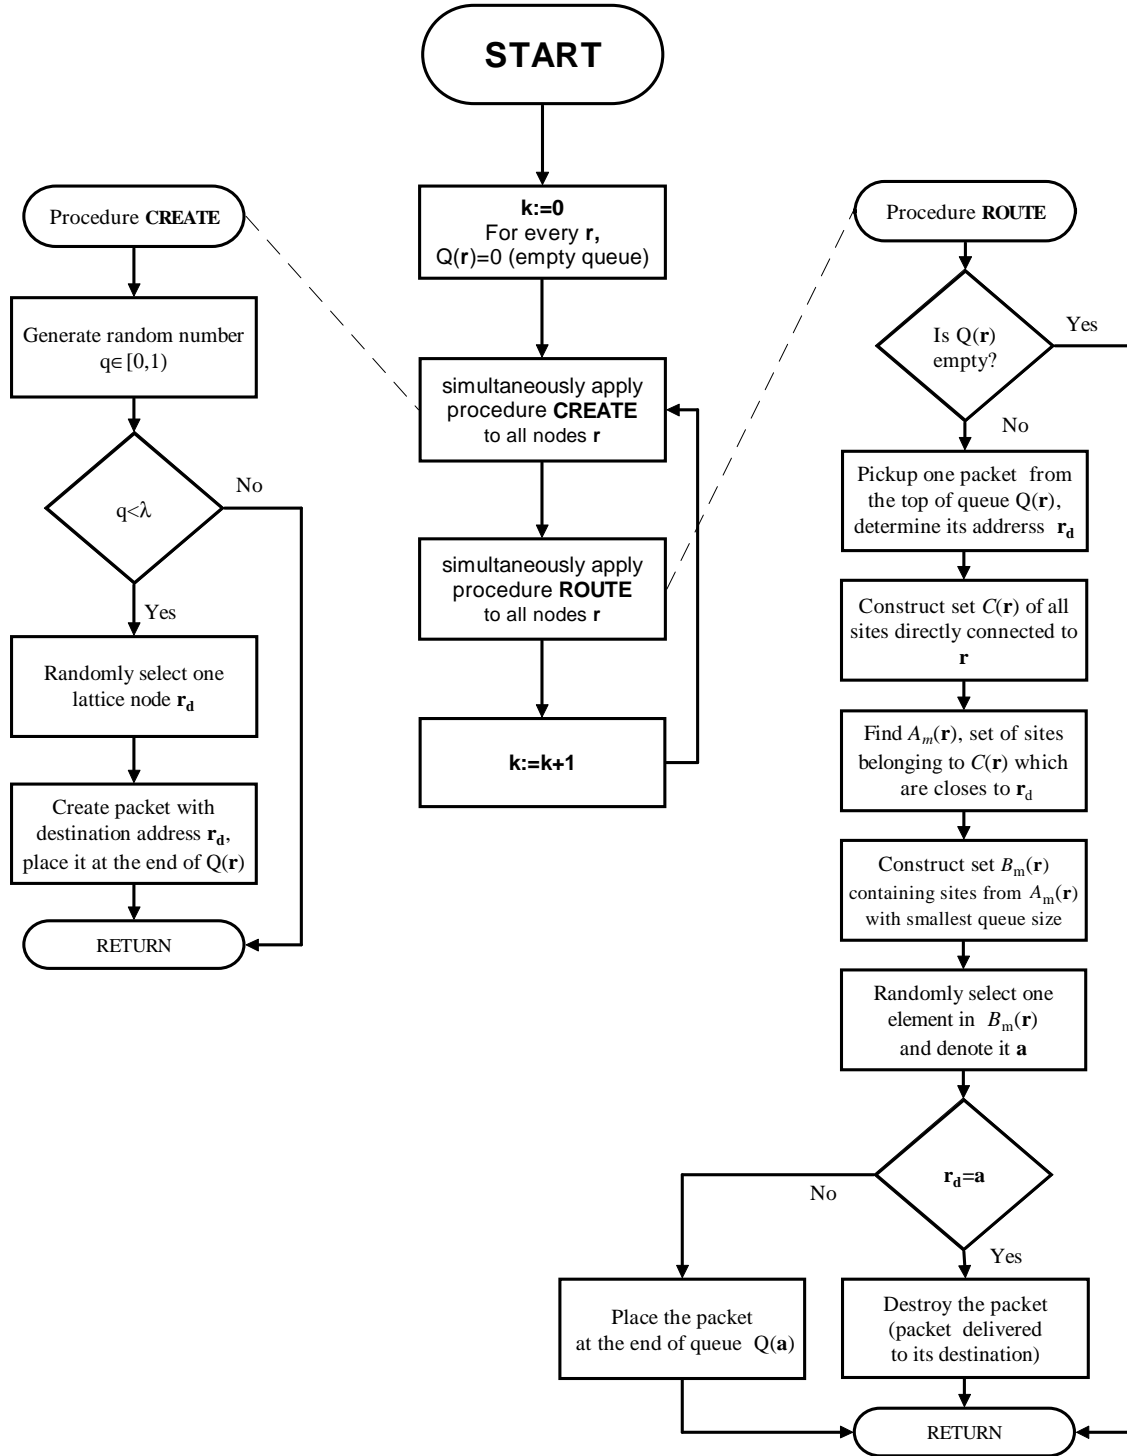 START
k:=0
For every r,
Q(r)=0 (empty queue)
simultaneously apply
procedure CREATE
to all nodes r
simultaneously apply
procedure ROUTE
to all nodes r
k:=k+1
Procedure CREATE
Generate random number
q∈[0,1)
q<λ
No
Yes
Randomly select one
lattice node r_d
Create packet with
destination address r_d,
place it at the end of Q(r)
RETURN
Procedure ROUTE
Is Q(r)
empty?
Yes
No
Pickup one packet from
the top of queue Q(r),
determine its addrerss r_d
Construct set C(r) of all
sites directly connected to
r
Find A_m(r), set of sites
belonging to C(r) which
are closes to r_d
Construct set B_m(r)
containing sites from A_m(r)
with smallest queue size
Randomly select one
element in B_m(r)
and denote it a
r_d=a
No
Yes
Place the packet
at the end of queue Q(a)
Destroy the packet
(packet delivered
to its destination)
RETURN